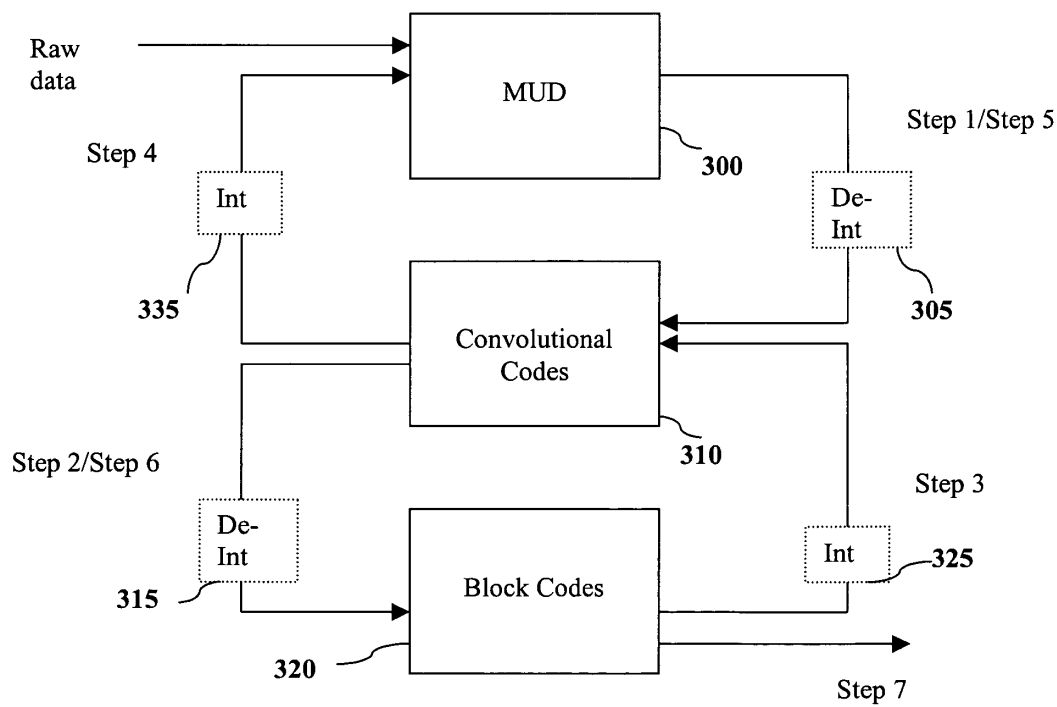 Raw
data
MUD
Step 1/Step 5
Step 4
300
Int
De-
Int
335
305
Convolutional
Codes
310
Step 2/Step 6
Step 3
De-
Int
Int
325
315
Block Codes
320
Step 7